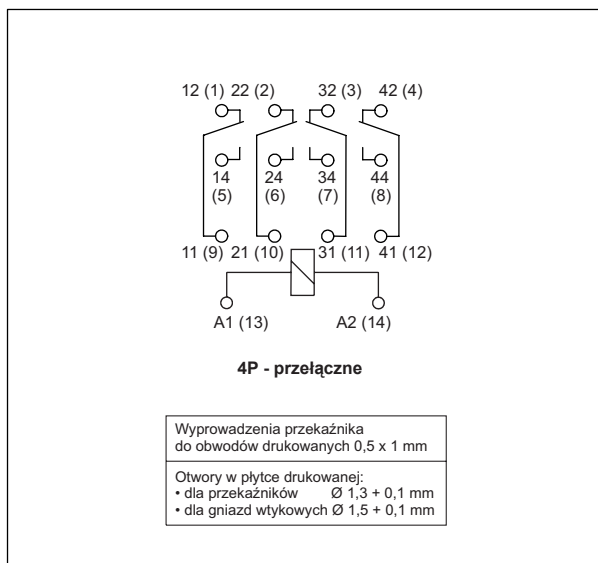 12 (1) 22 (2) 32 (3) 42 (4)
14 24 34 44
(5) (6) (7) (8)
11 (9) 21 (10) 31 (11) 41 (12)
A1 (13) A2 (14)
4P - przełączne
Wyprowadzenia przekaźnika
do obwodów drukowanych 0,5 x 1 mm
Otwory w płytce drukowanej:
• dla przekaźników Ø 1,3 + 0,1 mm
• dla gniazd wtykowych Ø 1,5 + 0,1 mm